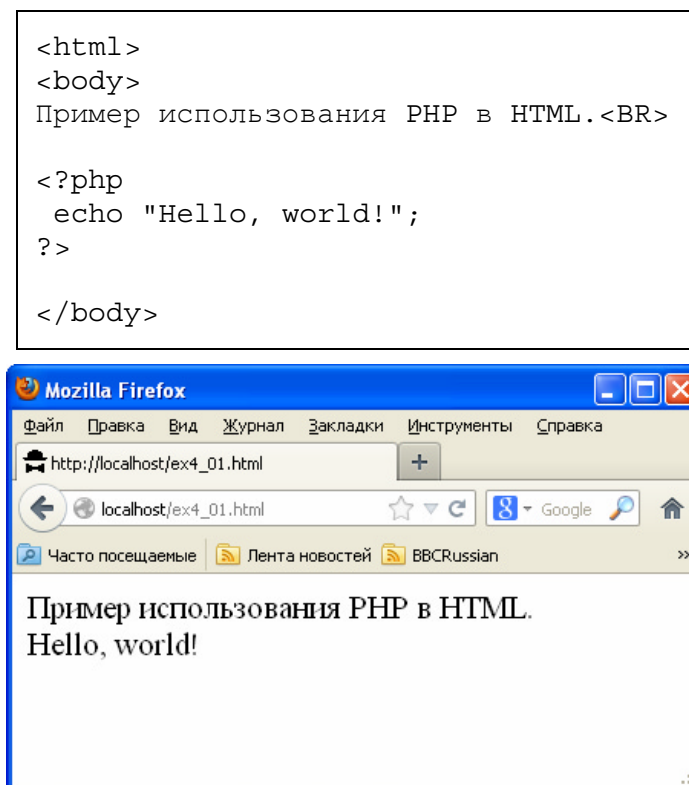 <html>
<body>
Пример использования PHP в HTML.<BR>
<?php
echo "Hello, world!";
?>
</body>
Mozilla Firefox
Файл Правка Вид Журнал Закладки Инструменты Справка
http://localhost/ex4_01.html +
localhost/ex4_01.html 8 Google
Часто посещаемые Лента новостей BBCRussian »
Пример использования PHP в HTML.
Hello, world!